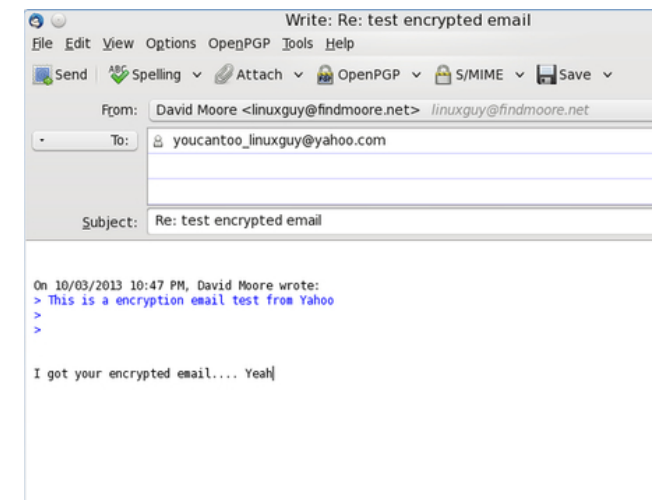 Write: Re: test encrypted email
File Edit View Options OpenPGP Tools Help
Send ABC Spelling Attach OpenPGP S/MIME Save
From: David Moore <linuxguy@findmoore.net> linuxguy@findmoore.net
To: youcantoo_linuxguy@yahoo.com
Subject: Re: test encrypted email
On 10/03/2013 10:47 PM, David Moore wrote:
> This is a encryption email test from Yahoo
>
>
I got your encrypted email.... Yeah